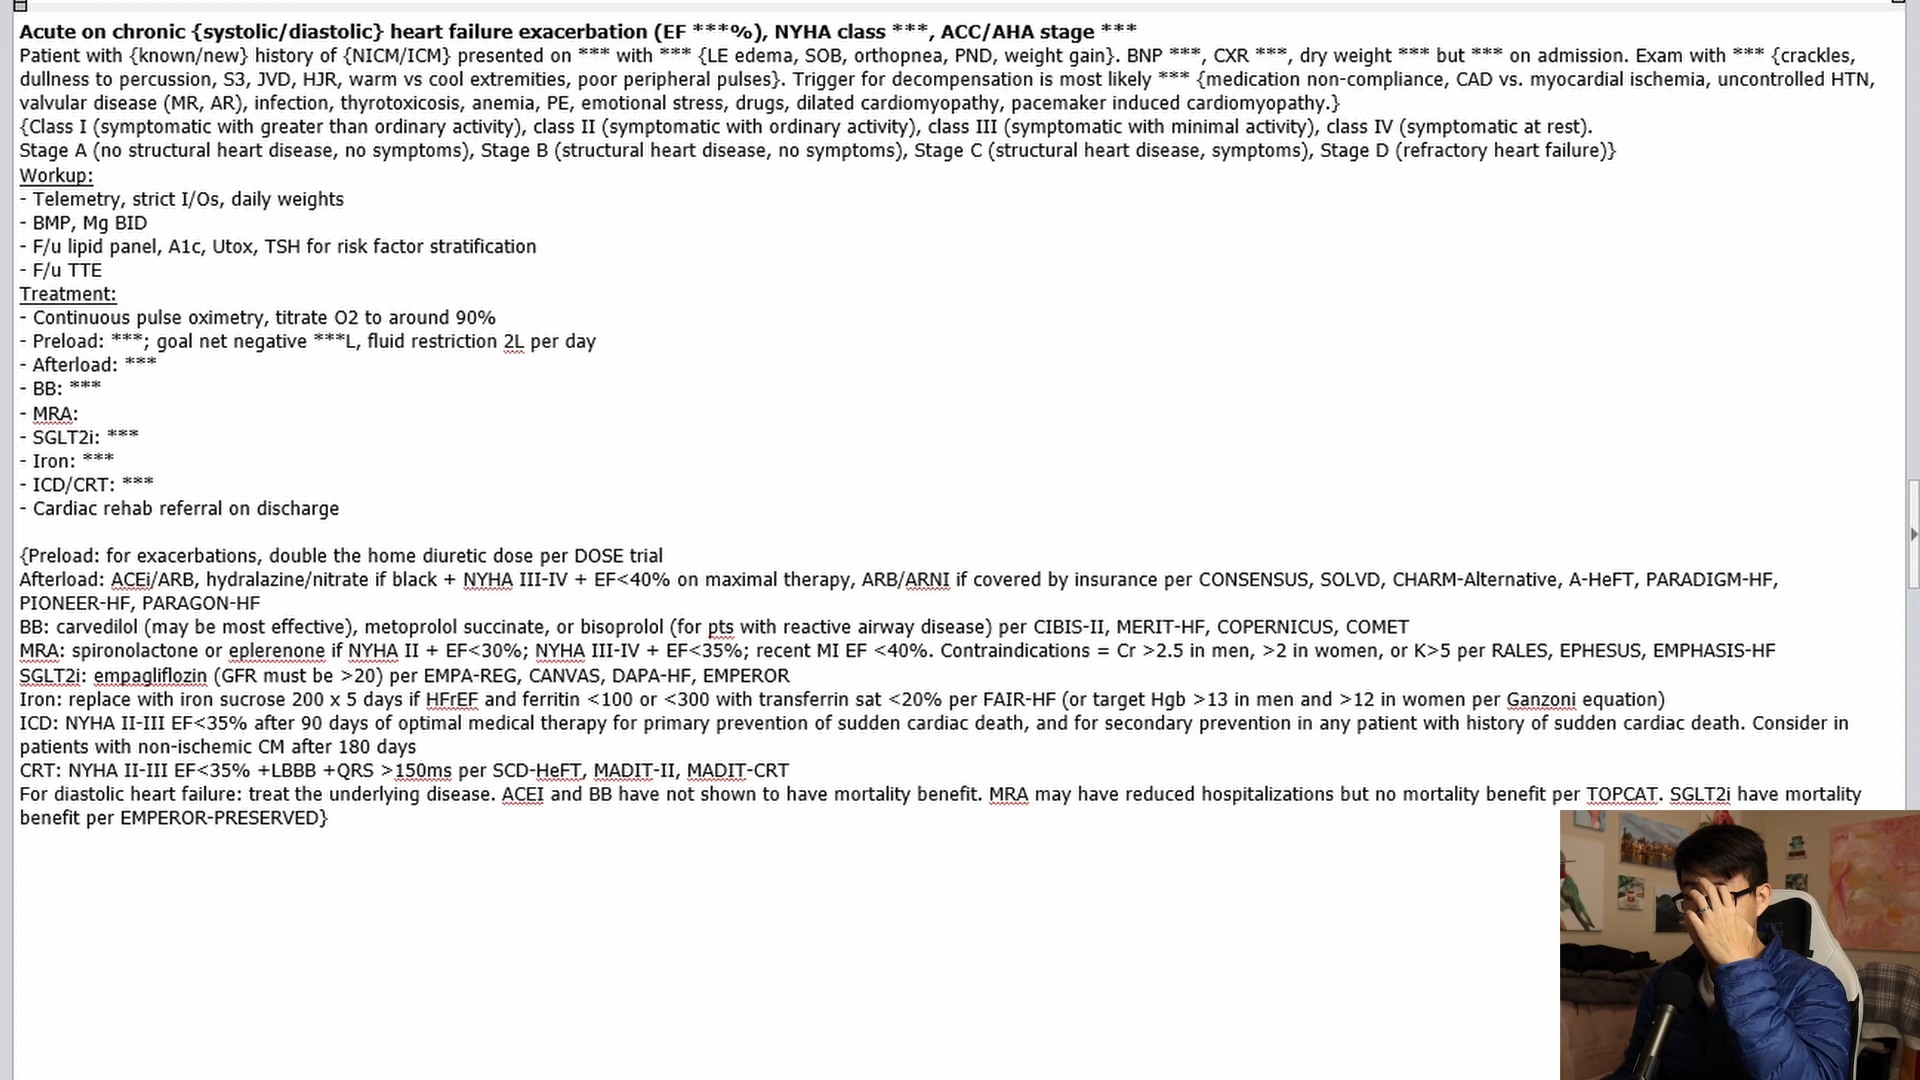 Acute on chronic {systolic/diastolic} heart failure exacerbation (EF ***%), NYHA class ***, ACC/AHA stage ***
Patient with {known/new} history of {NICM/ICM} presented on *** with *** {LE edema, SOB, orthopnea, PND, weight gain}. BNP ***, CXR ***, dry weight *** but *** on admission. Exam with *** {crackles,
dullness to percussion, S3, JVD, HJR, warm vs cool extremities, poor peripheral pulses}. Trigger for decompensation is most likely *** {medication non-compliance, CAD vs. myocardial ischemia, uncontrolled HTN,
valvular disease (MR, AR), infection, thyrotoxicosis, anemia, PE, emotional stress, drugs, dilated cardiomyopathy, pacemaker induced cardiomyopathy.}
{Class I (symptomatic with greater than ordinary activity), class II (symptomatic with ordinary activity), class III (symptomatic with minimal activity), class IV (symptomatic at rest).
Stage A (no structural heart disease, no symptoms), Stage B (structural heart disease, no symptoms), Stage C (structural heart disease, symptoms), Stage D (refractory heart failure)}
Workup:
- Telemetry, strict I/Os, daily weights
- BMP, Mg BID
- F/u lipid panel, A1c, Utox, TSH for risk factor stratification
- F/u TTE
Treatment:
- Continuous pulse oximetry, titrate O2 to around 90%
- Preload: ***; goal net negative ***L, fluid restriction 2L per day
- Afterload: ***
- BB: ***
- MRA:
- SGLT2i: ***
- Iron: ***
- ICD/CRT: ***
- Cardiac rehab referral on discharge
{Preload: for exacerbations, double the home diuretic dose per DOSE trial
Afterload: ACEi/ARB, hydralazine/nitrate if black + NYHA III-IV + EF<40% on maximal therapy, ARB/ARNI if covered by insurance per CONSENSUS, SOLVD, CHARM-Alternative, A-HeFT, PARADIGM-HF,
PIONEER-HF, PARAGON-HF
BB: carvedilol (may be most effective), metoprolol succinate, or bisoprolol (for pts with reactive airway disease) per CIBIS-II, MERIT-HF, COPERNICUS, COMET
MRA: spironolactone or eplerenone if NYHA II + EF<30%; NYHA III-IV + EF<35%; recent MI EF <40%. Contraindications = Cr >2.5 in men, >2 in women, or K>5 per RALES, EPHESUS, EMPHASIS-HF
SGLT2i: empagliflozin (GFR must be >20) per EMPA-REG, CANVAS, DAPA-HF, EMPEROR
Iron: replace with iron sucrose 200 x 5 days if HFrEF and ferritin <100 or <300 with transferrin sat <20% per FAIR-HF (or target Hgb >13 in men and >12 in women per Ganzoni equation)
ICD: NYHA II-III EF<35% after 90 days of optimal medical therapy for primary prevention of sudden cardiac death, and for secondary prevention in any patient with history of sudden cardiac death. Consider in
patients with non-ischemic CM after 180 days
CRT: NYHA II-III EF<35% +LBBB +QRS >150ms per SCD-HeFT, MADIT-II, MADIT-CRT
For diastolic heart failure: treat the underlying disease. ACEI and BB have not shown to have mortality benefit. MRA may have reduced hospitalizations but no mortality benefit per TOPCAT. SGLT2i have mortality
benefit per EMPEROR-PRESERVED}